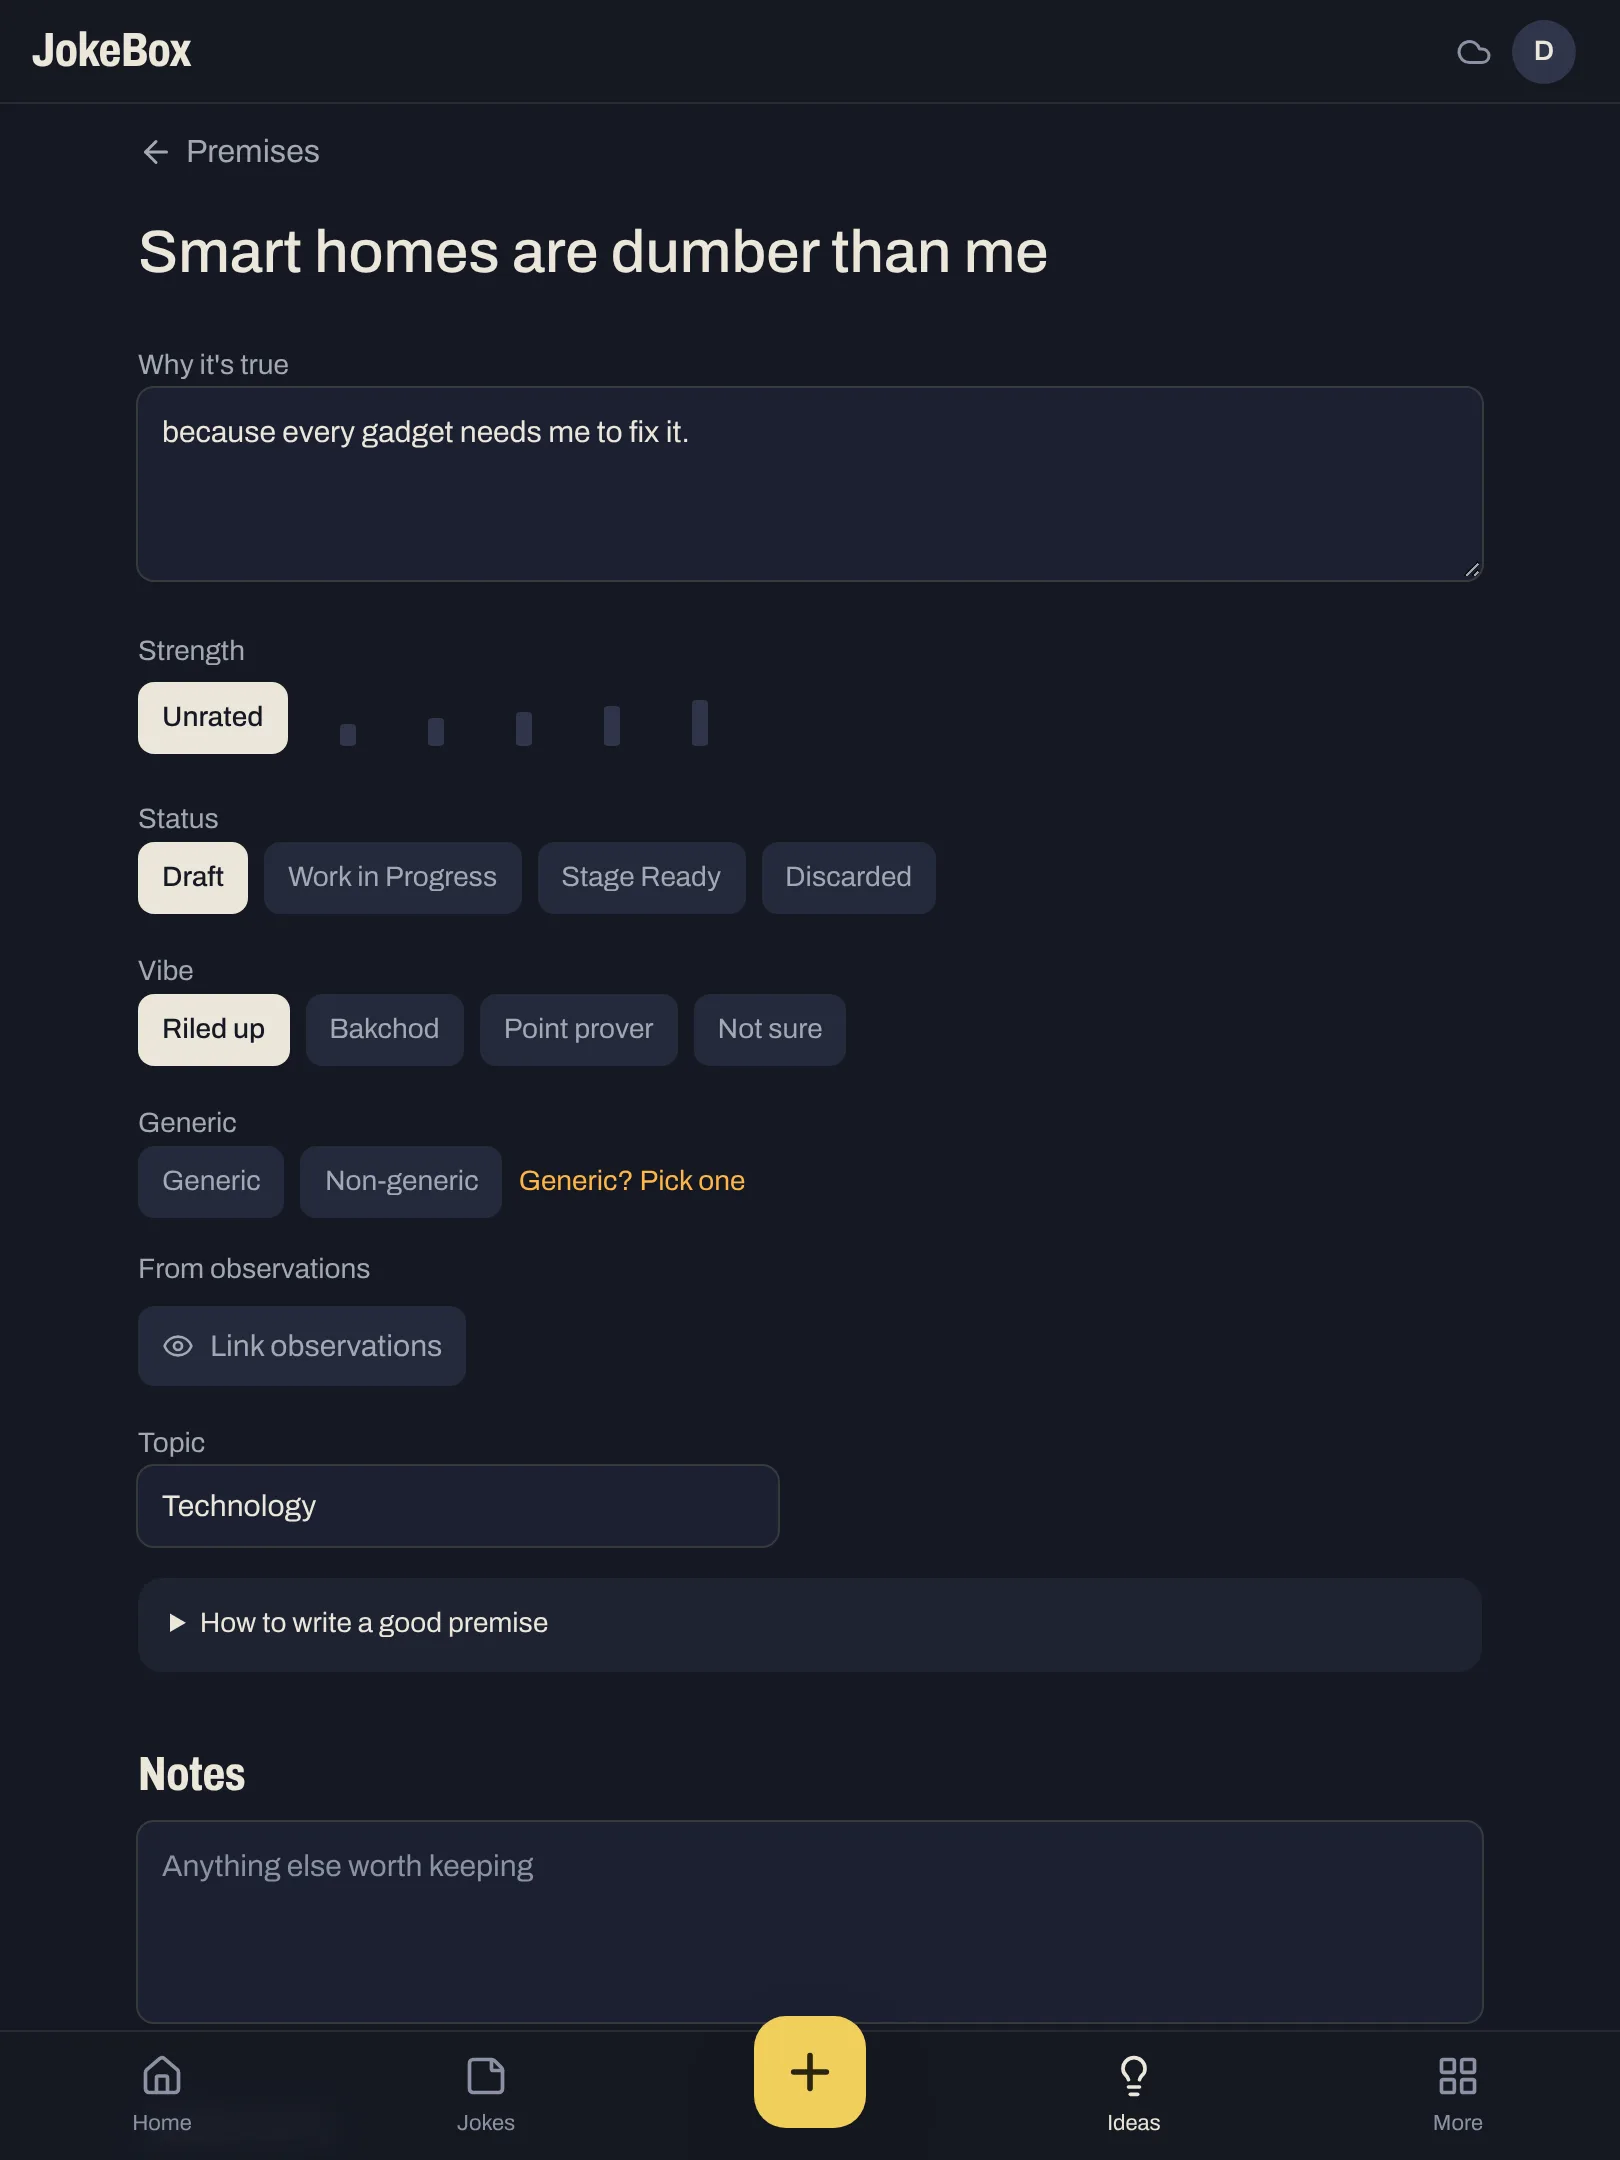 JokeBox
D
Premises
Smart homes are dumber than me
Why it's true
because every gadget needs me to fix it.
Strength
Unrated
Status
Draft Work in Progress Stage Ready Discarded
Vibe
Riled up Bakchod Point prover Not sure
Generic
Generic Non-generic Generic? Pick one
From observations
Link observations
Topic
Technology
How to write a good premise
Notes
Anything else worth keeping
Home Jokes Ideas More